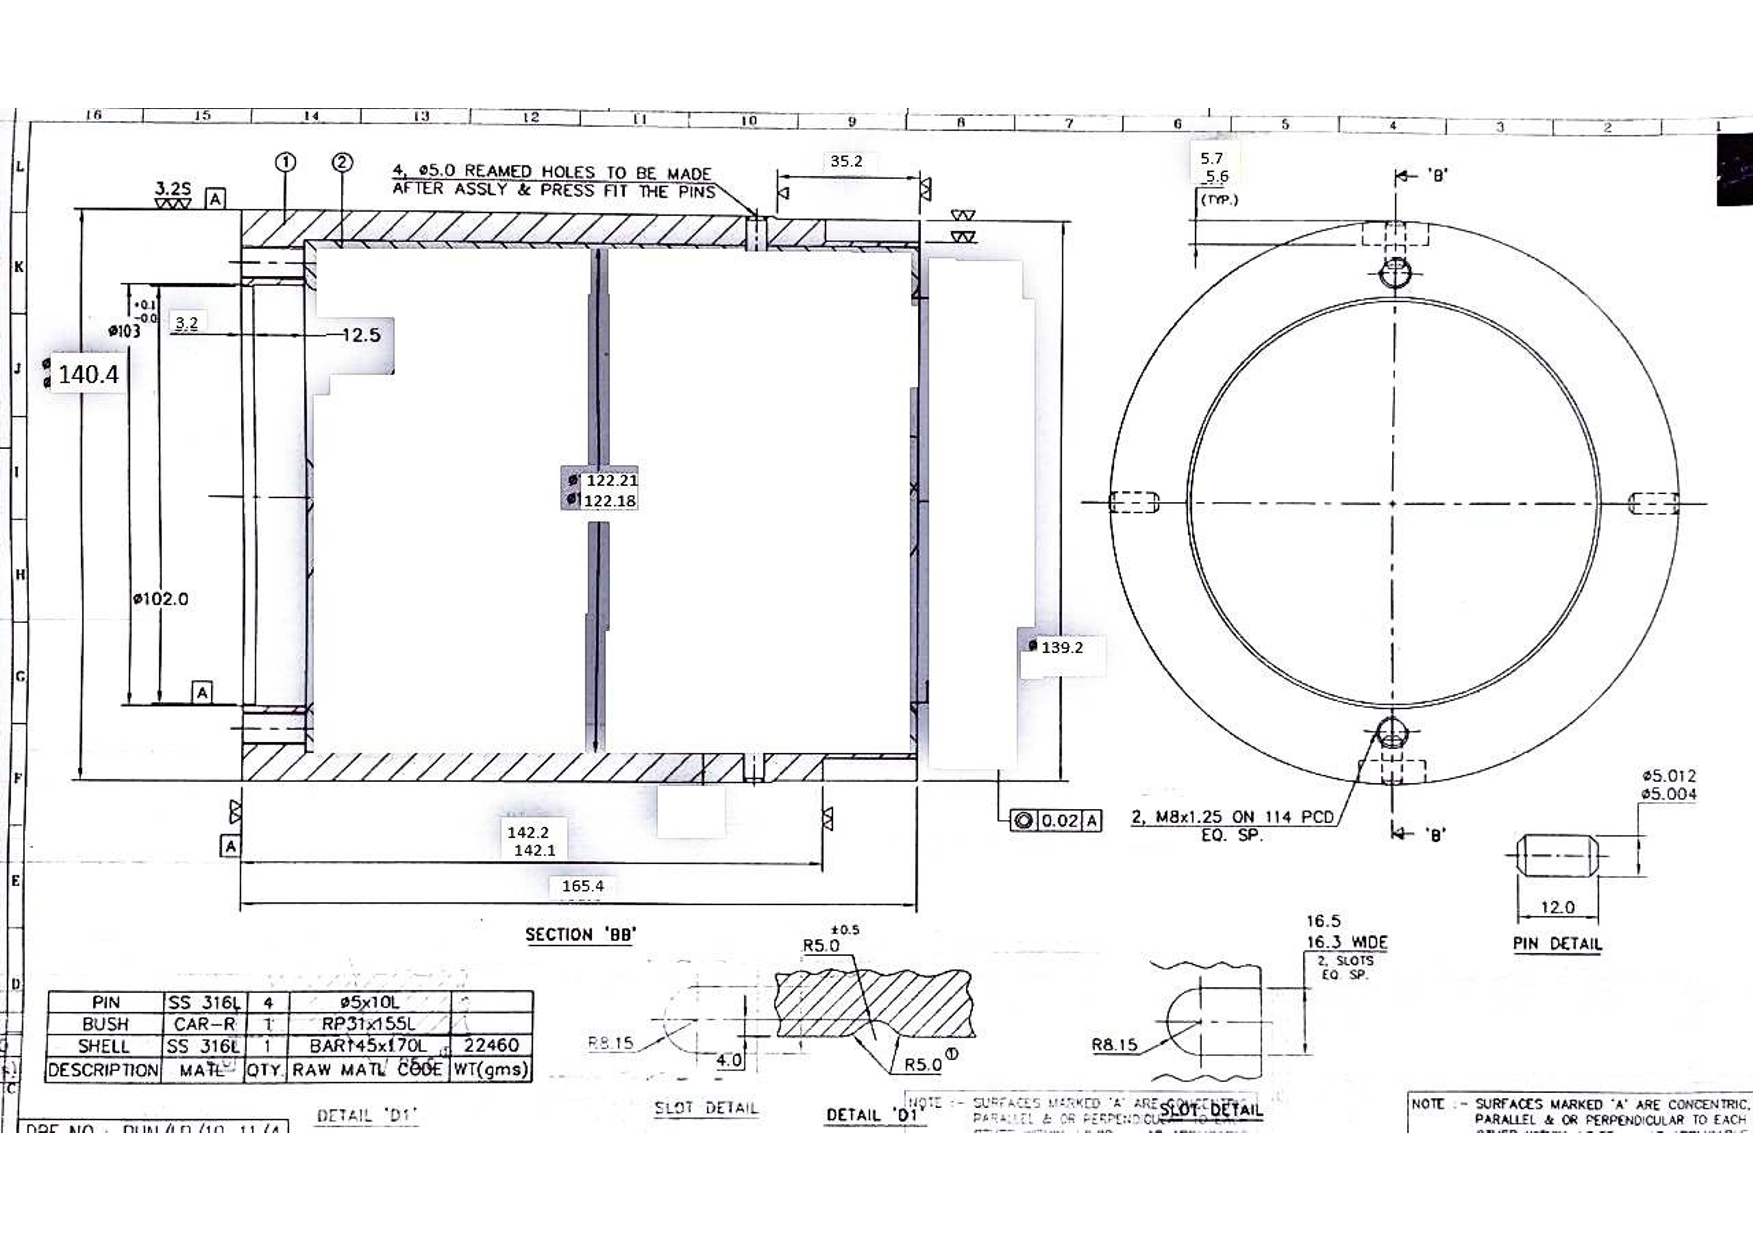 16 15 14 13 12 11 10 9 8 7 6 5 4 3 2 1
L
K
J
I
H
G
F
E
D
C
1 2
4, ø5.0 REAMED HOLES TO BE MADE
AFTER ASSLY & PRESS FIT THE PINS
35.2
5.7
5.6
(TYP.)
'B'
3.2S
A
+0.1
-0.0
ø103
3.2
12.5
140.4
ø 122.21
ø 122.18
ø102.0
A
ø 139.2
0.02 A
2, M8x1.25 ON 114 PCD
EQ. SP.
'B'
ø5.012
ø5.004
12.0
PIN DETAIL
A
142.2
142.1
165.4
SECTION 'BB'
±0.5
R5.0
16.5
16.3 WIDE
2, SLOTS
EQ. SP.
PIN SS 316L 4 ø5x10L
BUSH CAR-R 1 RP31x155L
SHELL SS 316L 1 BAR145x170L 22460
DESCRIPTION MATL QTY. RAW MATL CODE WT(gms)
R8.15
4.0
R5.0
1
R8.15
DETAIL 'D1'
SLOT DETAIL
DETAIL 'D1'
SLOT DETAIL
NOTE :- SURFACES MARKED 'A' ARE CONCENTRIC,
NOTE :- SURFACES MARKED 'A' ARE CONCENTRIC,
PARALLEL & OR PERPENDICULAR TO EACH
PARALLEL & OR PERPENDICULAR TO EACH